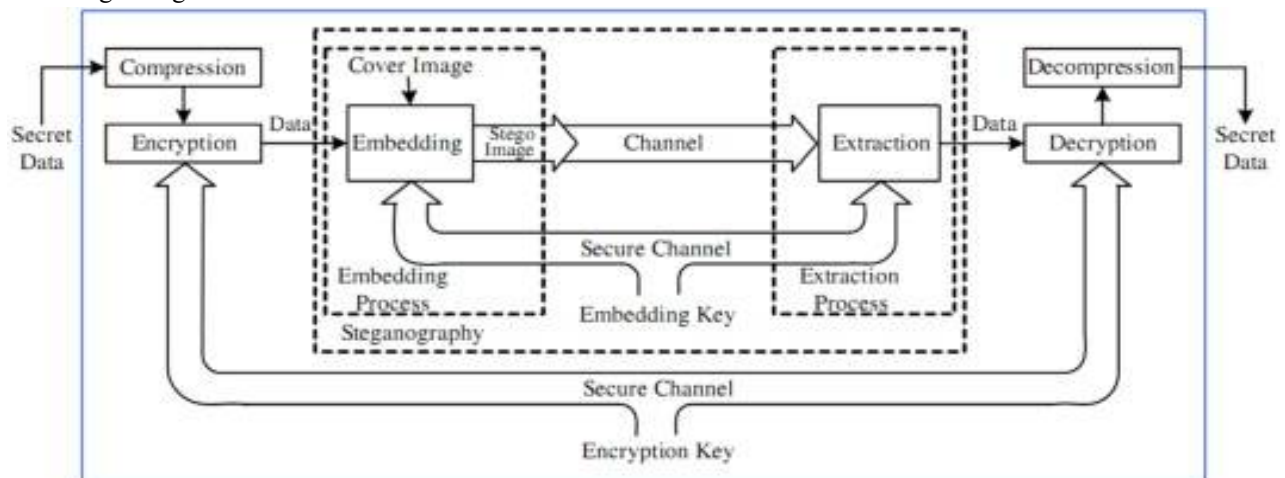 Compression
Cover Image
Decompression
Secret
Data
Encryption
Data
Embedding
Stego
Image
Channel
Extraction
Data
Decryption
Secret
Data
Secure Channel
Embedding
Process
Extraction
Process
Embedding Key
Steganography
Secure Channel
Encryption Key